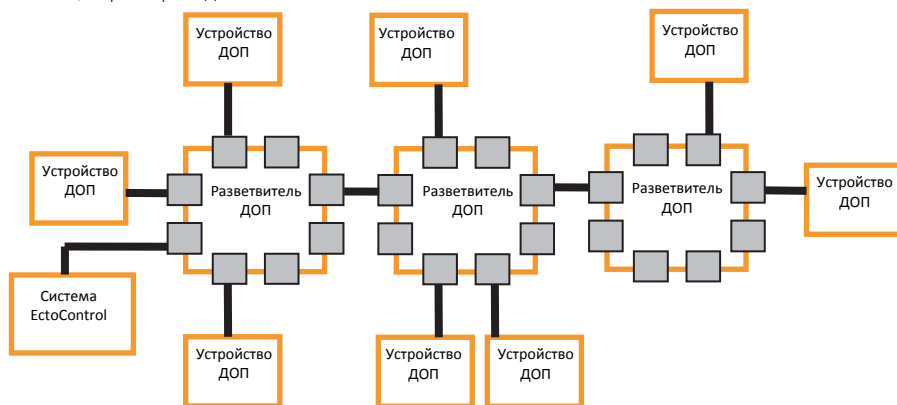 Устройство
ДОП
Устройство
ДОП
Устройство
ДОП
Устройство
ДОП
Разветвитель
ДОП
Разветвитель
ДОП
Разветвитель
ДОП
Устройство
ДОП
Система
EctoControl
Устройство
ДОП
Устройство
ДОП
Устройство
ДОП